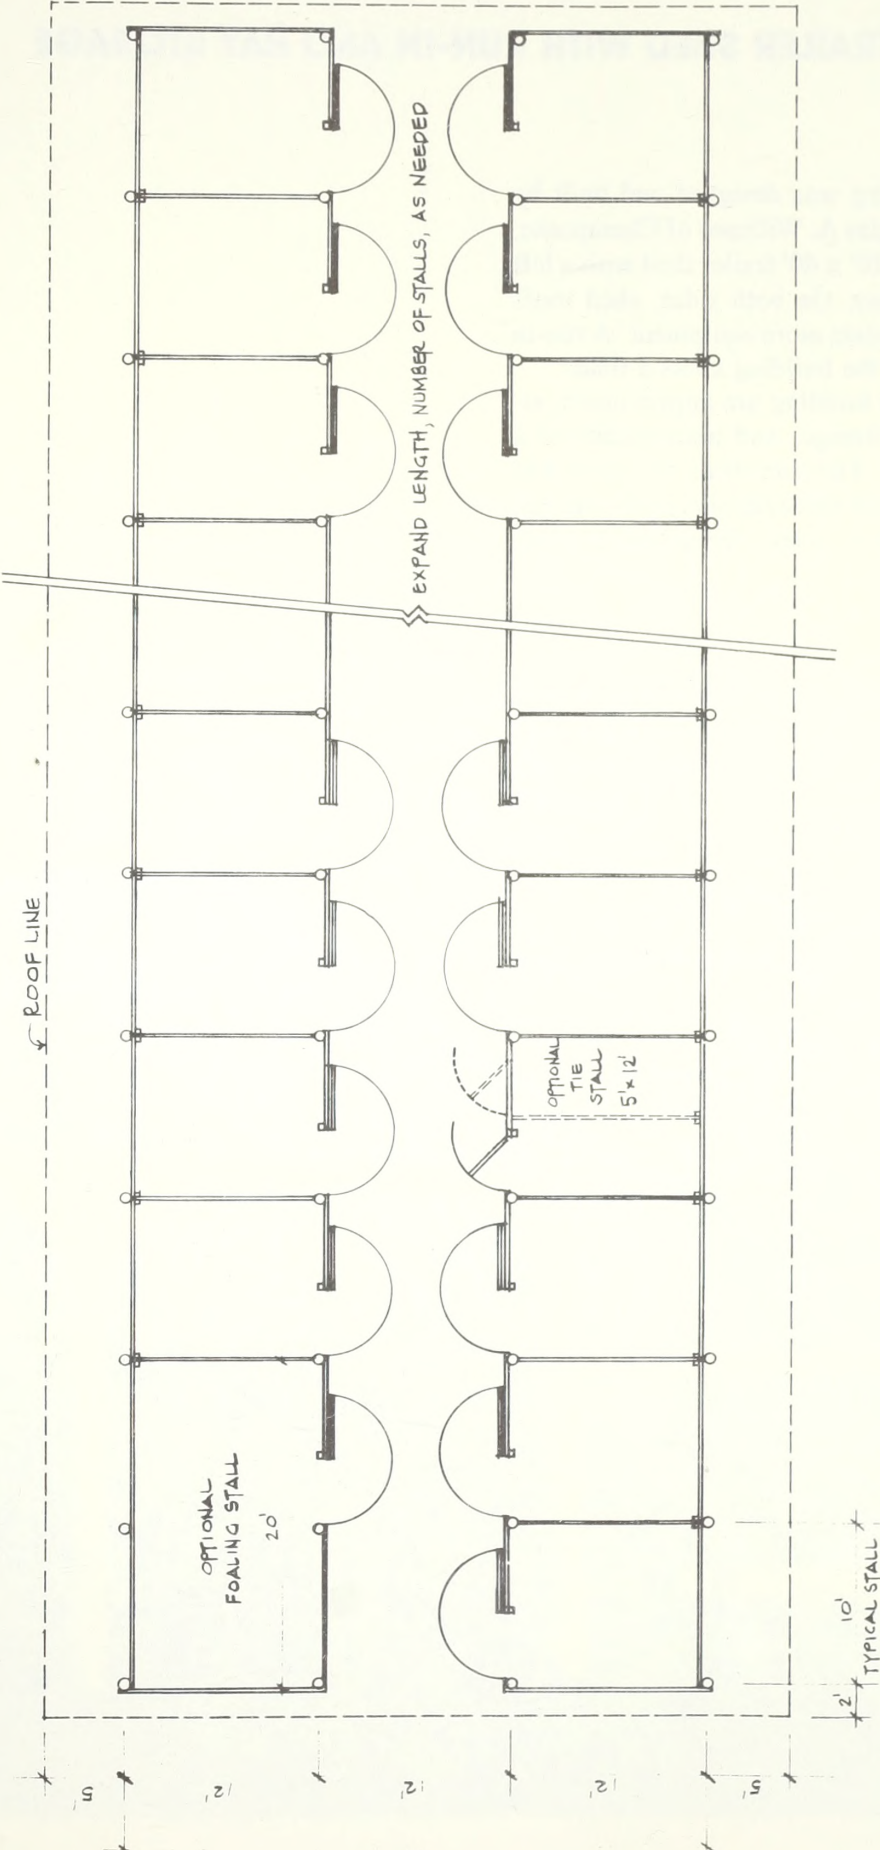 EXPAND LENGTH, NUMBER OF STALLS, AS NEEDED
ROOF LINE
OPTIONAL
TIE
STALL
5' x 12'
OPTIONAL
FOALING STALL
20'
10'
TYPICAL STALL
2'
5'
12'
12'
12'
5'